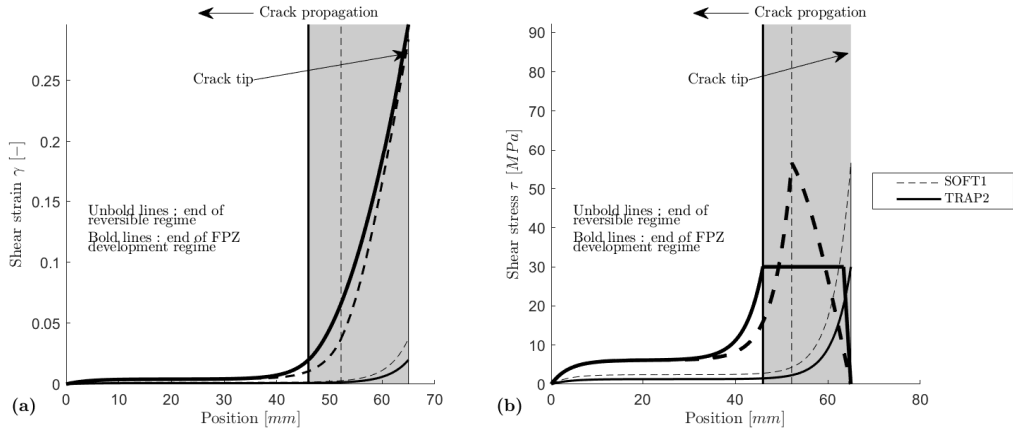 Crack propagation
Crack tip
Shear strain γ [−]
0.25
0.2
0.15
0.1
0.05
0
Unbold lines : end of
reversible regime
Bold lines : end of FPZ
development regime
0 10 20 30 40 50 60 70
Position [mm]
(a)
Crack propgation
Crack tip
Shear stress τ [MPa]
90
80
70
60
50
40
30
20
10
0
Unbold lines : end of
reversible regime
Bold lines : end of FPZ
development regime
0 20 40 60 80
Position [mm]
(b)
SOFT1
TRAP2